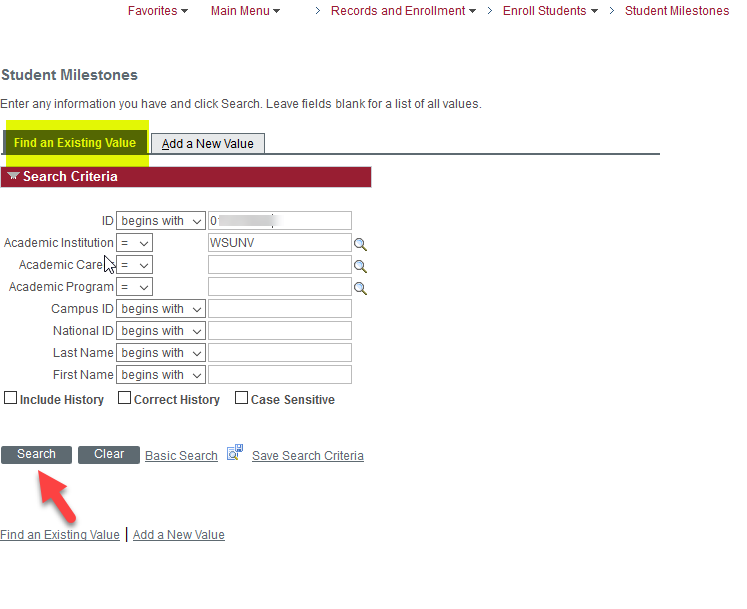 Favorites Main Menu > Records and Enrollment > Enroll Students > Student Milestones
Student Milestones
Enter any information you have and click Search. Leave fields blank for a list of all values.
Find an Existing Value Add a New Value
Search Criteria
ID begins with
Academic Institution = WSUNV
Academic =
Academic Program =
Campus ID begins with
National ID begins with
Last Name begins with
First Name begins with
Include History Correct History Case Sensitive
Search Clear Basic Search Save Search Criteria
Find an Existing Value | Add a New Value